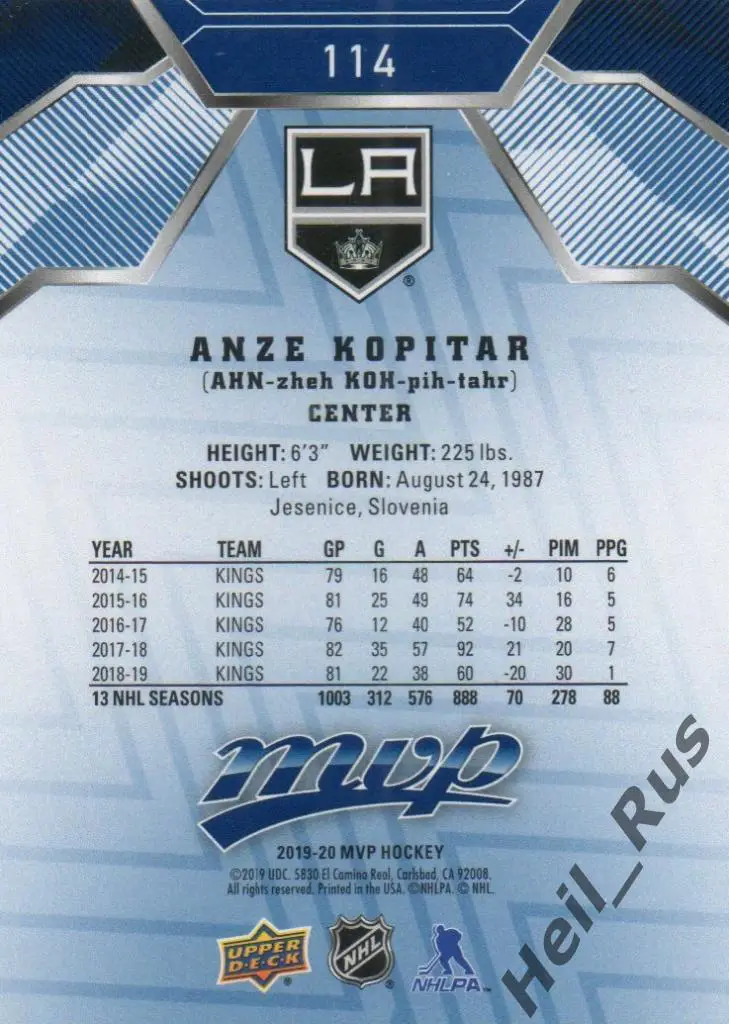 114
LA
®
ANZE KOPITAR
(AHN-zheh KOH-pih-tahr)
CENTER
HEIGHT: 6'3" WEIGHT: 225 lbs.
SHOOTS: Left BORN: August 24, 1987
Jesenice, Slovenia
YEAR TEAM GP G A PTS +/- PIM PPG
2014-15 KINGS 79 16 48 64 -2 10 6
2015-16 KINGS 81 25 49 74 34 16 5
2016-17 KINGS 76 12 40 52 -10 28 5
2017-18 KINGS 82 35 57 92 21 20 7
2018-19 KINGS 81 22 38 60 -20 30 1
13 NHL SEASONS 1003 312 576 888 70 278 88
mvp
2019-20 MVP HOCKEY
©2019 UDC. 5830 El Camino Real, Carlsbad, CA 92008.
All rights reserved. Printed in the USA. ©NHLPA. © NHL.
UPPER DECK
NHL
NHLPA
Heil_Rus